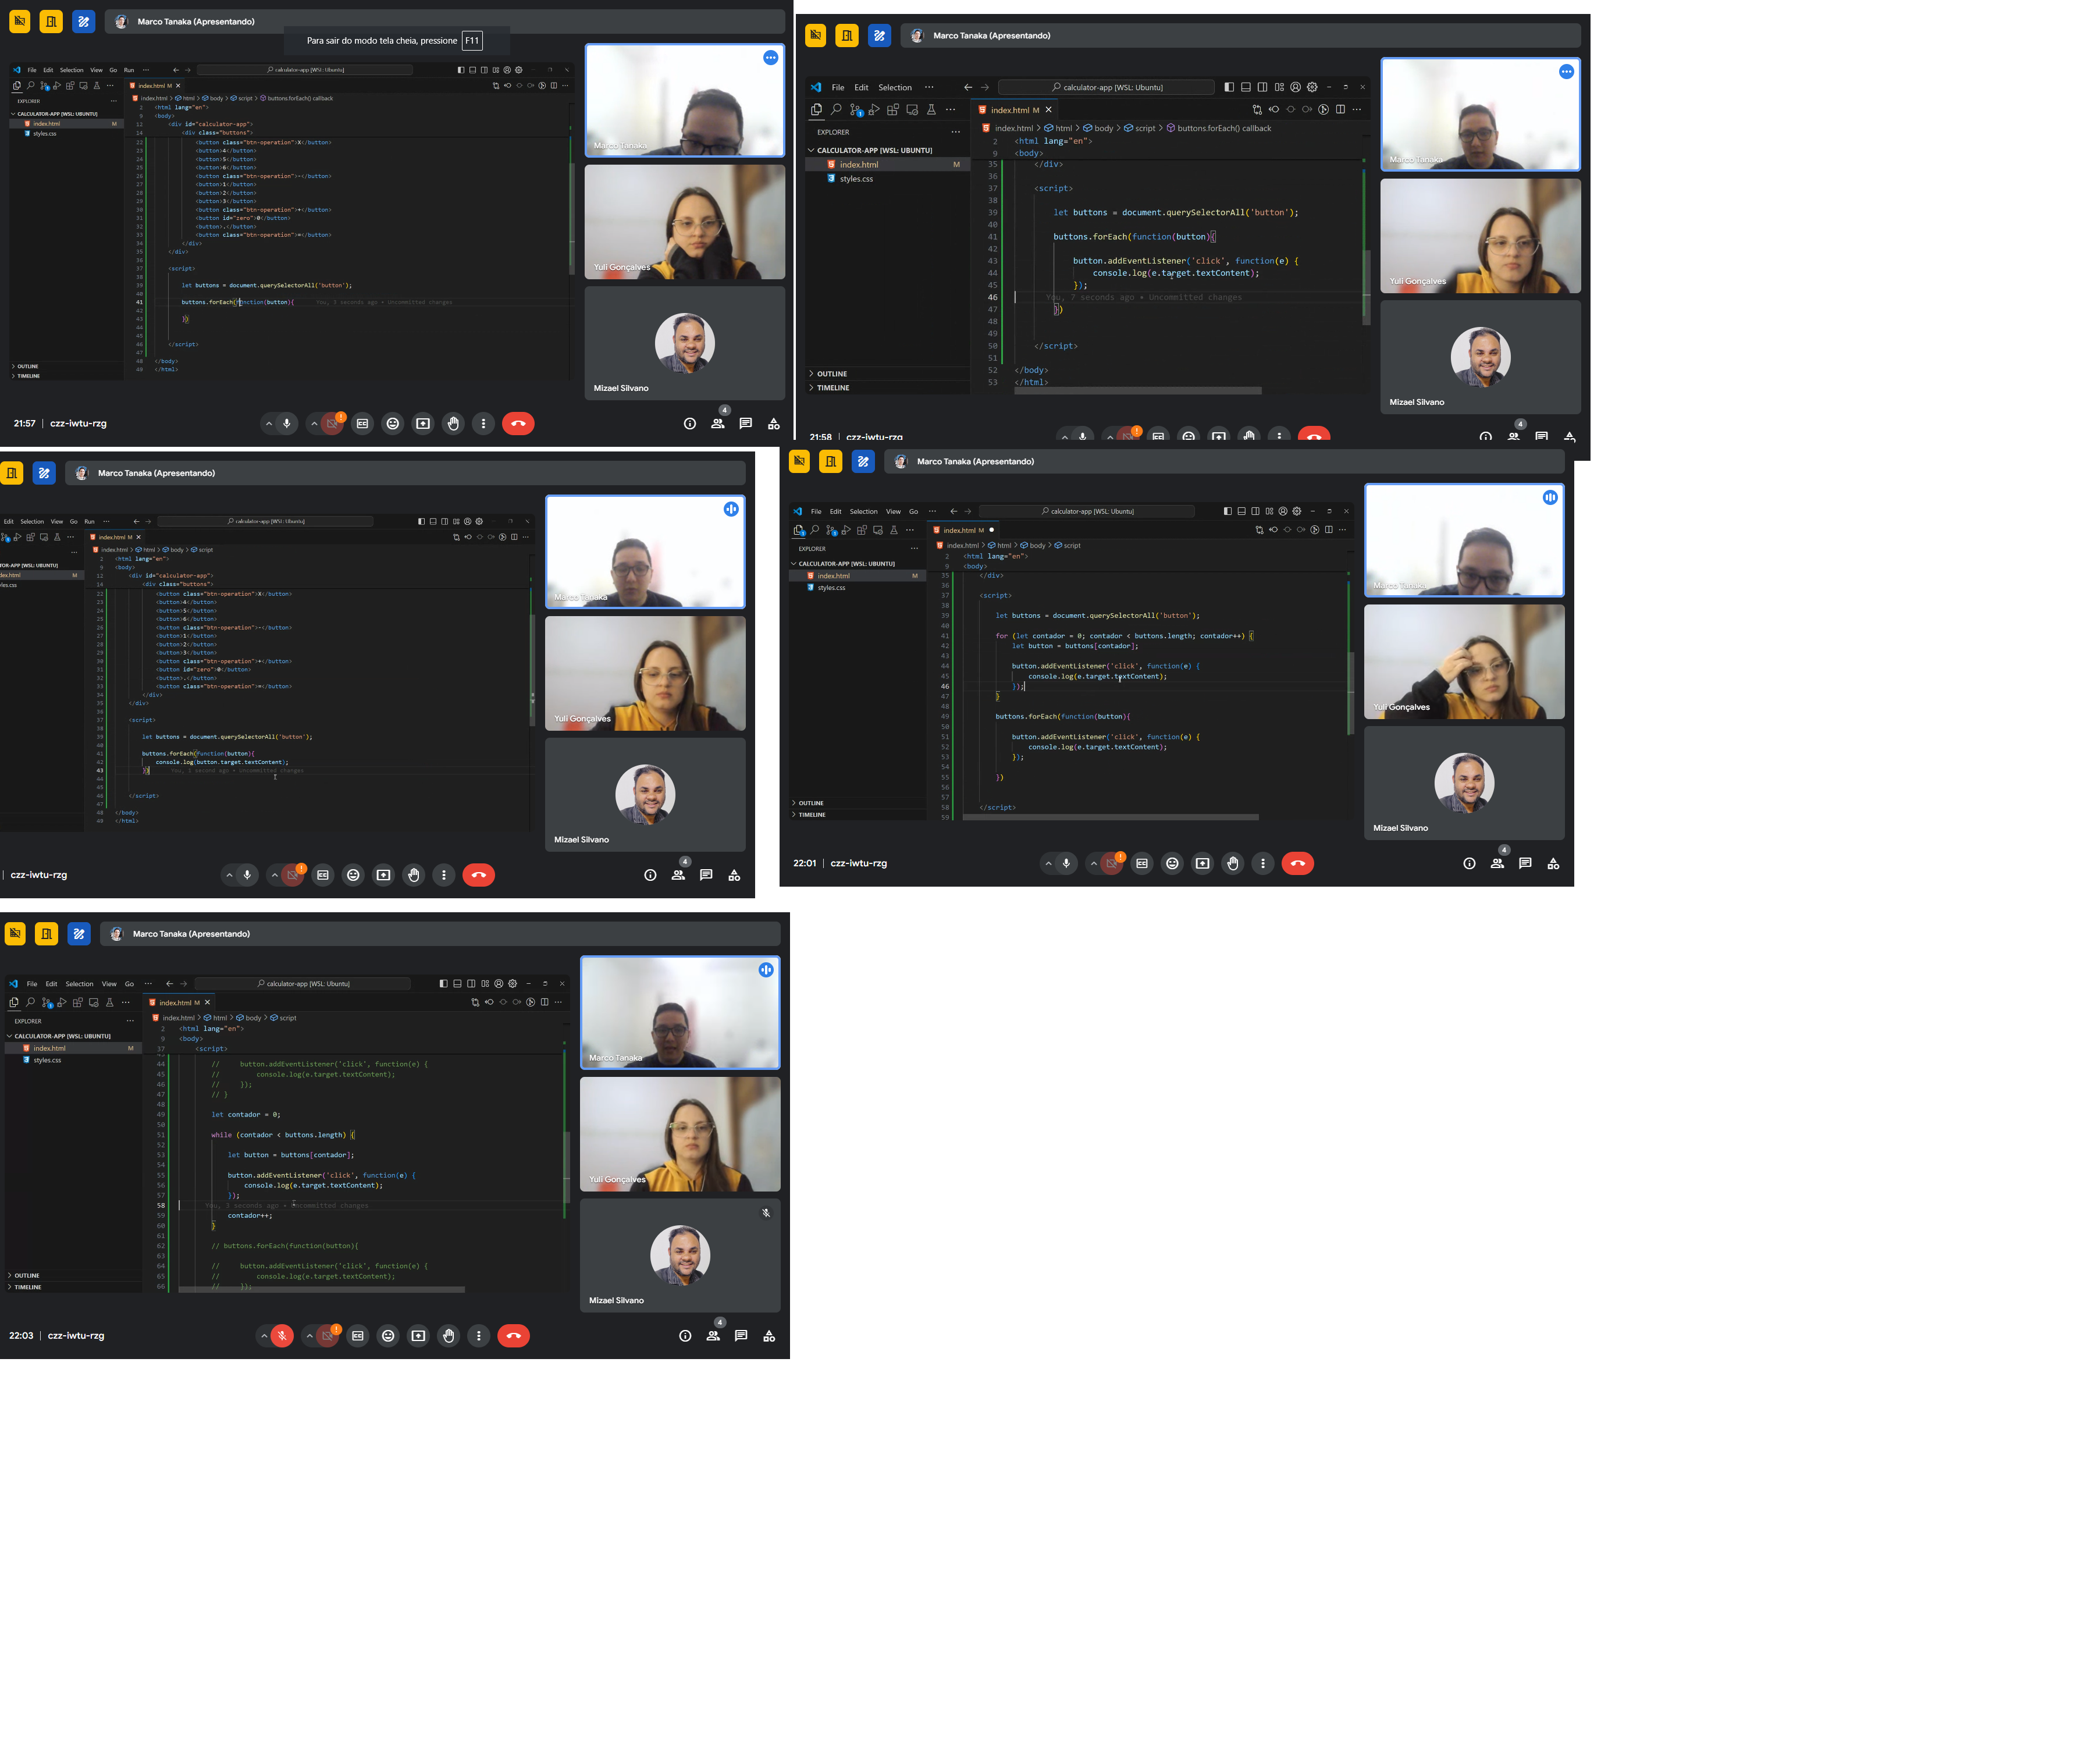 Marco Tanaka (Apresentando)
Para sair do modo tela cheia, pressione F11
File Edit Selection View Go Run ···
calculator-app [WSL: Ubuntu]
EXPLORER
index.html M
CALCULATOR-APP [WSL: UBUNTU]
index.html M
styles.css
index.html > html > body > script > buttons.forEach() callback
2 <html lang="en">
9 <body>
12 <div id="calculator-app">
14 <div class="buttons">
22 <button class="btn-operation">X</button>
23 <button>4</button>
24 <button>5</button>
25 <button>6</button>
26 <button class="btn-operation">-</button>
27 <button>1</button>
28 <button>2</button>
29 <button>3</button>
30 <button class="btn-operation">+</button>
31 <button id="zero">0</button>
32 <button>.</button>
33 <button class="btn-operation">=</button>
34 </div>
35 </div>
36
37 <script>
38
39 let buttons = document.querySelectorAll('button');
40
41 buttons.forEach(function(button){ You, 3 seconds ago • Uncommitted changes
42
43 })
44
45
46 </script>
47
48 </body>
49 </html>
OUTLINE
TIMELINE
Marco Tanaka
Yuli Gonçalves
Mizael Silvano
21:57 | czz-iwtu-rzg
4
Marco Tanaka (Apresentando)
File Edit Selection ···
calculator-app [WSL: Ubuntu]
EXPLORER
index.html M
CALCULATOR-APP [WSL: UBUNTU]
index.html M
styles.css
index.html > html > body > script > buttons.forEach() callback
2 <html lang="en">
9 <body>
35 </div>
36
37 <script>
38
39 let buttons = document.querySelectorAll('button');
40
41 buttons.forEach(function(button){
42
43 button.addEventListener('click', function(e) {
44 console.log(e.target.textContent);
45 });
46 You, 7 seconds ago • Uncommitted changes
47 })
48
49
50 </script>
51
52 </body>
53 </html>
OUTLINE
TIMELINE
Marco Tanaka
Yuli Gonçalves
Mizael Silvano
21:58 | czz-iwtu-rzg
4
Marco Tanaka (Apresentando)
Edit Selection View Go Run ···
calculator-app [WSL: Ubuntu]
index.html M
TOR-APP [WSL: UBUNTU]
dex.html M
les.css
index.html > html > body > script
2 <html lang="en">
9 <body>
12 <div id="calculator-app">
14 <div class="buttons">
22 <button class="btn-operation">X</button>
23 <button>4</button>
24 <button>5</button>
25 <button>6</button>
26 <button class="btn-operation">-</button>
27 <button>1</button>
28 <button>2</button>
29 <button>3</button>
30 <button class="btn-operation">+</button>
31 <button id="zero">0</button>
32 <button>.</button>
33 <button class="btn-operation">=</button>
34 </div>
35 </div>
36
37 <script>
38
39 let buttons = document.querySelectorAll('button');
40
41 buttons.forEach(function(button){
42 console.log(button.target.textContent);
43 }) You, 1 second ago • Uncommitted changes
44
45
46 </script>
47
48 </body>
49 </html>
Marco Tanaka
Yuli Gonçalves
Mizael Silvano
| czz-iwtu-rzg
4
Marco Tanaka (Apresentando)
File Edit Selection View Go ···
calculator-app [WSL: Ubuntu]
EXPLORER
index.html M
CALCULATOR-APP [WSL: UBUNTU]
index.html M
styles.css
index.html > html > body > script
2 <html lang="en">
9 <body>
35 </div>
36
37 <script>
38
39 let buttons = document.querySelectorAll('button');
40
41 for (let contador = 0; contador < buttons.length; contador++) {
42 let button = buttons[contador];
43
44 button.addEventListener('click', function(e) {
45 console.log(e.target.textContent);
46 });
47 }
48
49 buttons.forEach(function(button){
50
51 button.addEventListener('click', function(e) {
52 console.log(e.target.textContent);
53 });
54
55 })
56
57
58 </script>
59
OUTLINE
TIMELINE
Marco Tanaka
Yuli Gonçalves
Mizael Silvano
22:01 | czz-iwtu-rzg
4
Marco Tanaka (Apresentando)
File Edit Selection View Go ···
calculator-app [WSL: Ubuntu]
EXPLORER
index.html M
CALCULATOR-APP [WSL: UBUNTU]
index.html M
styles.css
index.html > html > body > script
2 <html lang="en">
9 <body>
37 <script>
44 // button.addEventListener('click', function(e) {
45 // console.log(e.target.textContent);
46 // });
47 // }
48
49 let contador = 0;
50
51 while (contador < buttons.length) {
52
53 let button = buttons[contador];
54
55 button.addEventListener('click', function(e) {
56 console.log(e.target.textContent);
57 });
58 You, 3 seconds ago • Uncommitted changes
59 contador++;
60 }
61
62 // buttons.forEach(function(button){
63
64 // button.addEventListener('click', function(e) {
65 // console.log(e.target.textContent);
66 // });
OUTLINE
TIMELINE
Marco Tanaka
Yuli Gonçalves
Mizael Silvano
22:03 | czz-iwtu-rzg
4